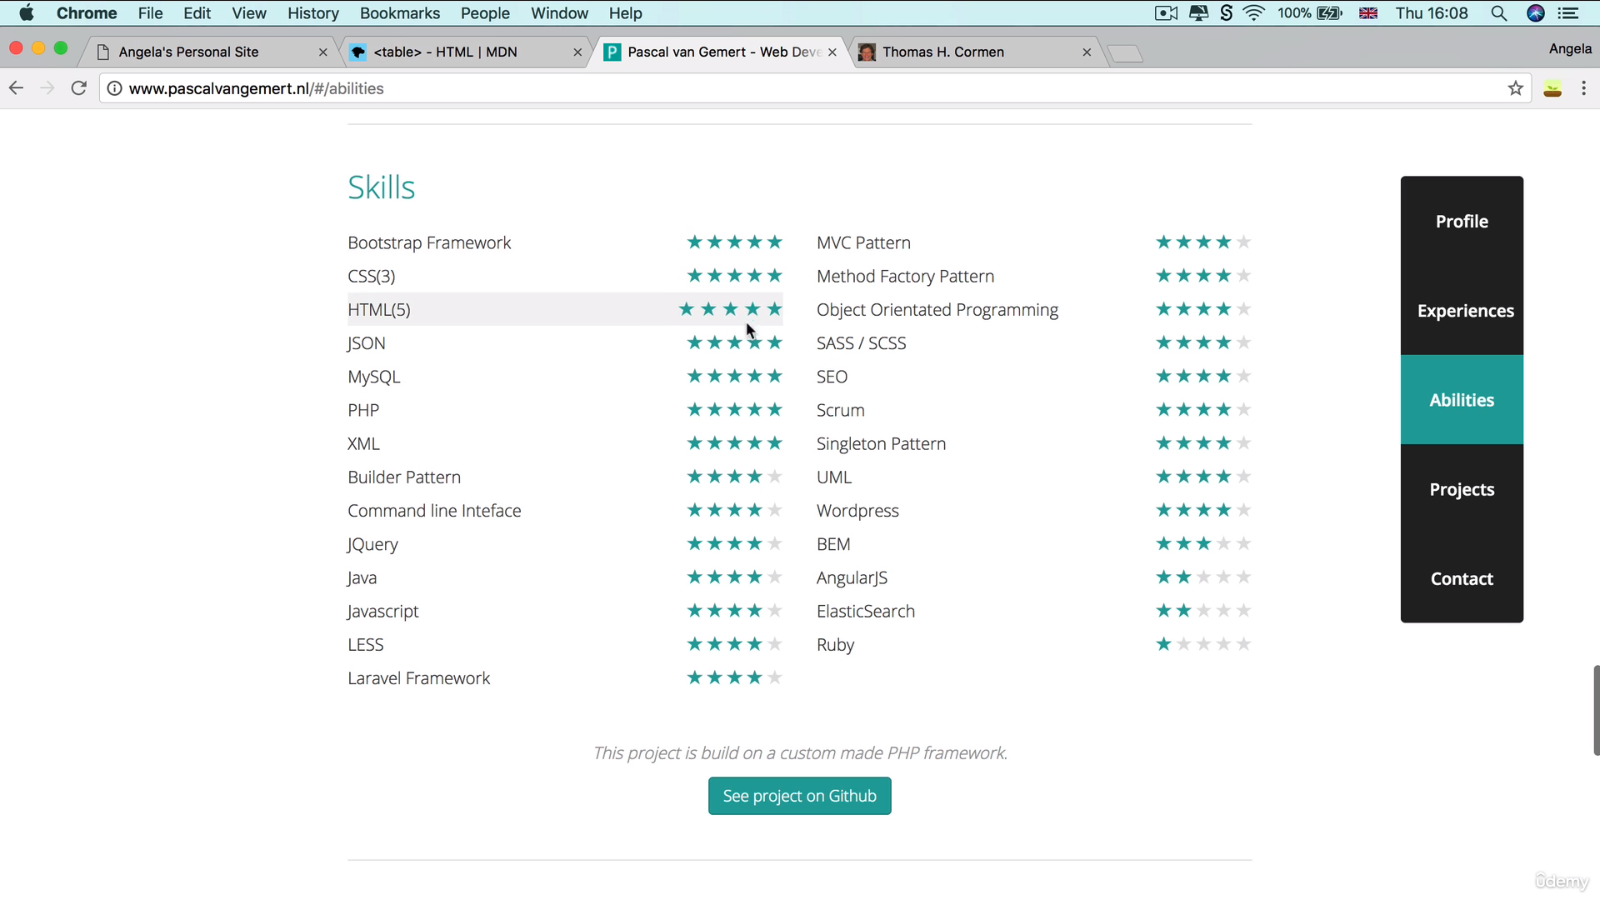 Chrome File Edit View History Bookmarks People Window Help 100% Thu 16:08
Angela's Personal Site <table> - HTML | MDN Pascal van Gemert - Web Deve Thomas H. Cormen Angela
www.pascalvangemert.nl/#/abilities
Skills
Bootstrap Framework
CSS(3)
HTML(5)
JSON
MySQL
PHP
XML
Builder Pattern
Command line Inteface
JQuery
Java
Javascript
LESS
Laravel Framework
MVC Pattern
Method Factory Pattern
Object Orientated Programming
SASS / SCSS
SEO
Scrum
Singleton Pattern
UML
Wordpress
BEM
AngularJS
ElasticSearch
Ruby
Profile
Experiences
Abilities
Projects
Contact
This project is build on a custom made PHP framework.
See project on Github
ûdemy